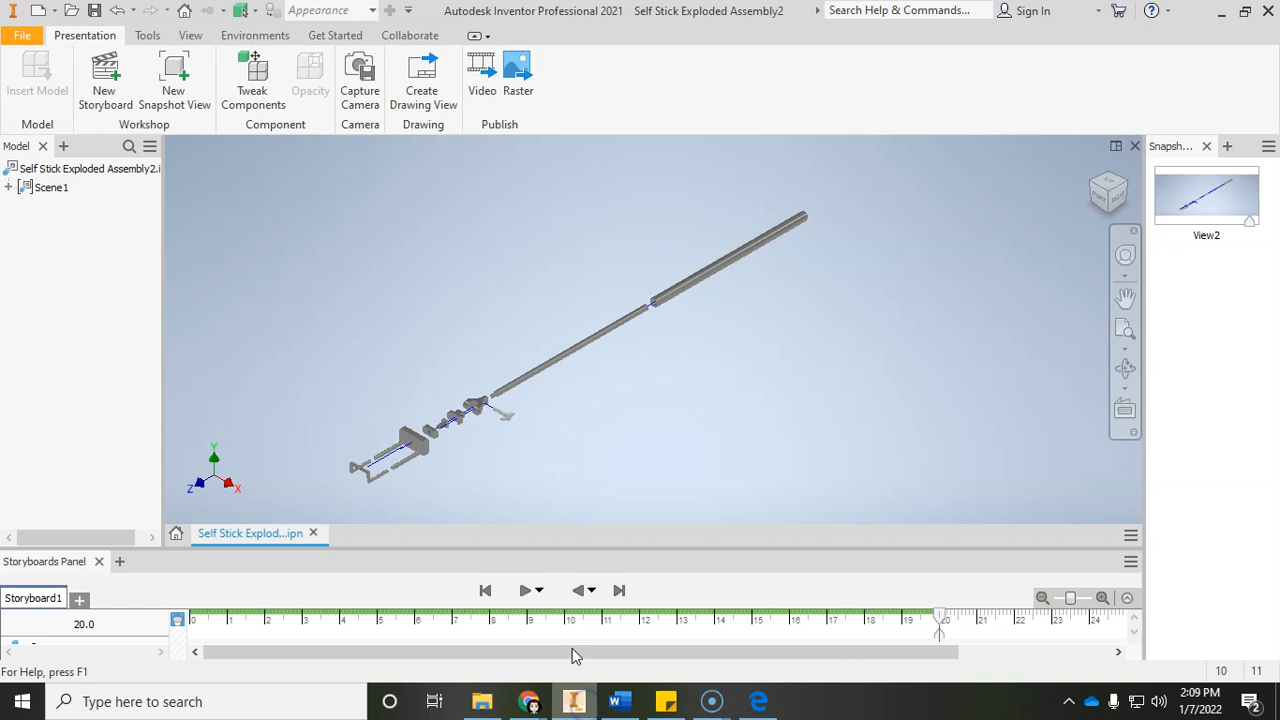 Appearance
Autodesk Inventor Professional 2021 Self Stick Exploded Assembly2
Search Help & Commands...
Sign In
File Presentation Tools View Environments Get Started Collaborate
Insert Model
New Storyboard
New Snapshot View
Tweak Components
Opacity
Capture Camera
Create Drawing View
Video
Raster
Model Workshop Component Camera Drawing Publish
Model
Snapsh...
Self Stick Exploded Assembly2.i
Scene1
View2
TOP
FRONT
RIGHT
Y
Z
X
Self Stick Explod...ipn
Storyboards Panel
Storyboard1
20.0
0 1 2 3 4 5 6 7 8 9 10 11 12 13 14 15 16 17 18 19 20 21 22 23 24
For Help, press F1
10 11
Type here to search
2:09 PM
1/7/2022
2